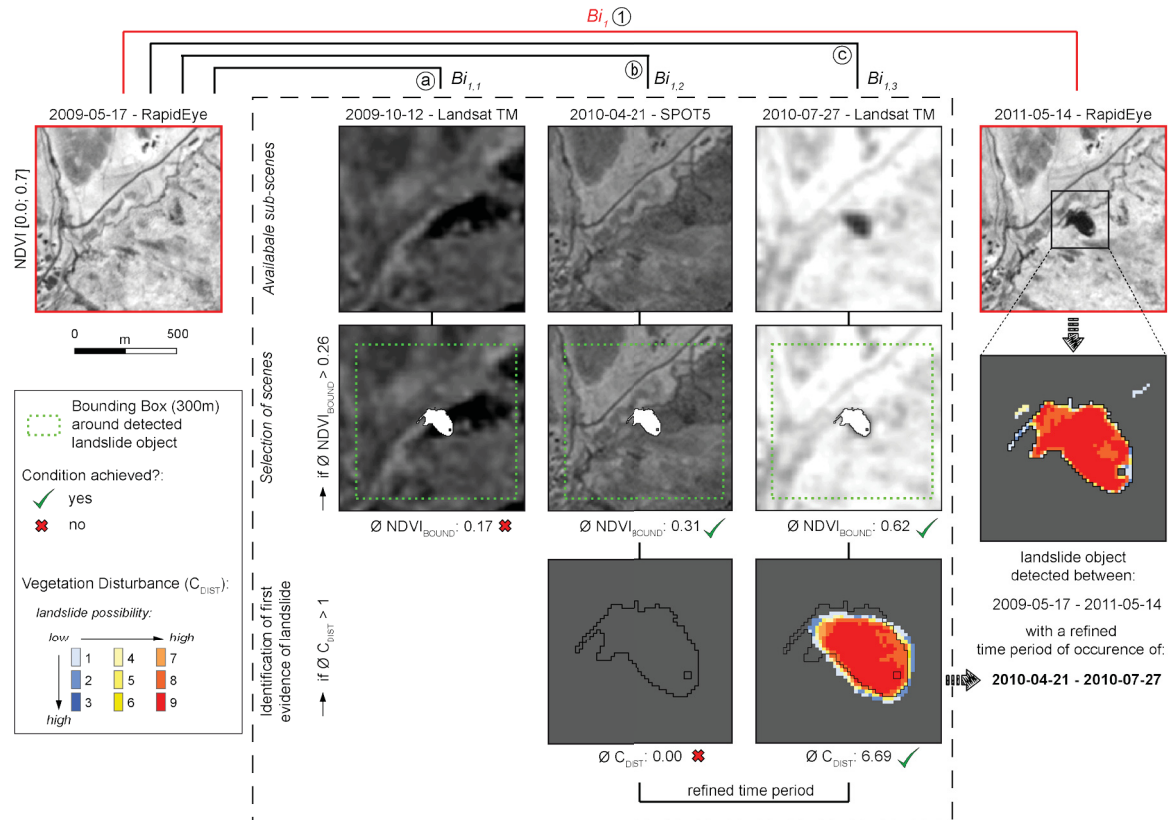 Bi1 ①
ⓐ Bi1,1
ⓑ Bi1,2
ⓒ Bi1,3
2009-05-17 - RapidEye
2009-10-12 - Landsat TM
2010-04-21 - SPOT5
2010-07-27 - Landsat TM
2011-05-14 - RapidEye
NDVI [0.0; 0.7]
0 m 500
Availabale sub-scenes
Selection of scenes
if Ø NDVIBOUND > 0.26
Ø NDVIBOUND: 0.17
Ø NDVIBOUND: 0.31
Ø NDVIBOUND: 0.62
Bounding Box (300m)
around detected
landslide object
Condition achieved?:
yes
no
Vegetation Disturbance (CDIST):
landslide possibility:
low high
1 4 7
2 5 8
3 6 9
high
Identification of first
evidence of landslide
if Ø CDIST > 1
Ø CDIST: 0.00
Ø CDIST: 6.69
refined time period
landslide object
detected between:
2009-05-17 - 2011-05-14
with a refined
time period of occurence of:
2010-04-21 - 2010-07-27